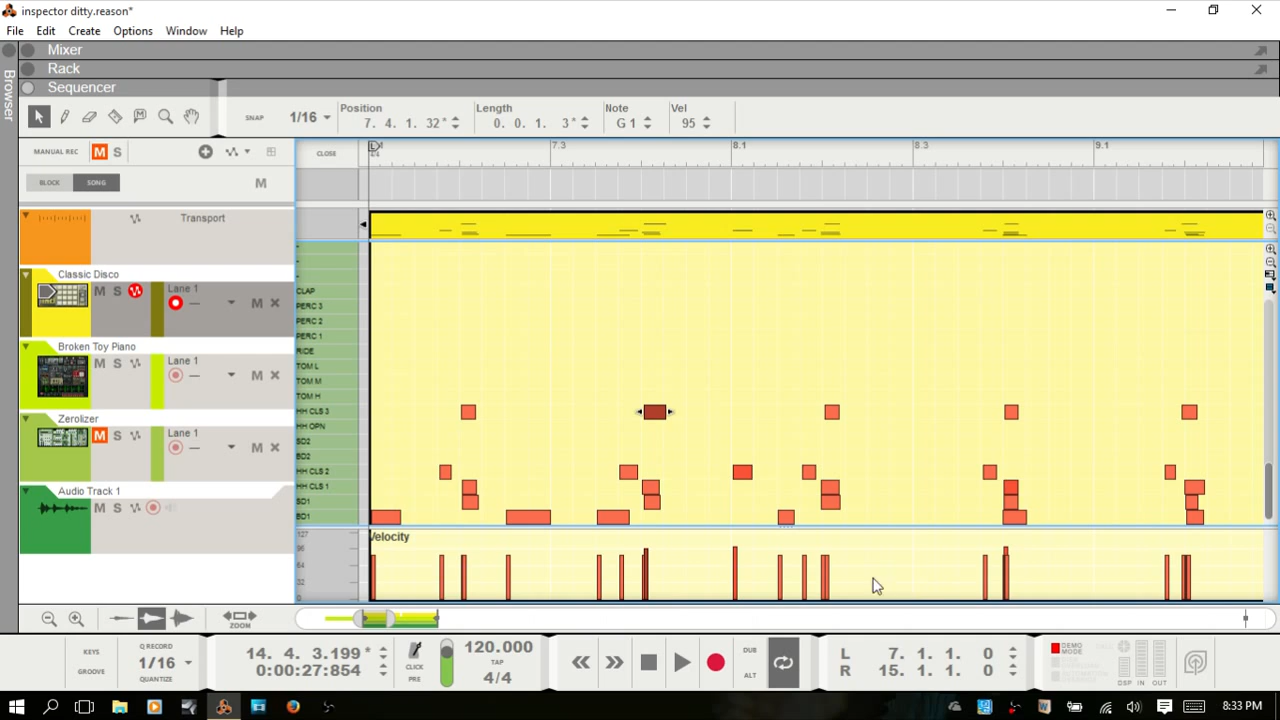 inspector ditty.reason*
File Edit Create Options Window Help
Mixer
Rack
Sequencer
Browser
SNAP 1/16
Position
7. 4. 1. 32*
Length
0. 0. 1. 3*
Note
G 1
Vel
95
MANUAL REC M S
BLOCK SONG M
CLOSE
L
4/4
7.3 8.1 8.3 9.1
Transport
Classic Disco
M S Lane 1 M
Broken Toy Piano
M S Lane 1 M
Zerolizer
M S Lane 1 M
Audio Track 1
M S
CLAP
PERC 3
PERC 2
PERC 1
RIDE
TOM L
TOM M
TOM H
HH CLS 3
HH OPN
SD2
BD2
HH CLS 2
HH CLS 1
SD1
BD1
Velocity
127
96
64
32
0
ZOOM
KEYS
GROOVE
Q RECORD
1/16
QUANTIZE
14. 4. 3.199 *
0:00:27:854
CLICK
PRE
120.000
TAP
4/4
DUB
ALT
L 7. 1. 1. 0
R 15. 1. 1. 0
DEMO
MODE
DSP IN OUT
8:33 PM